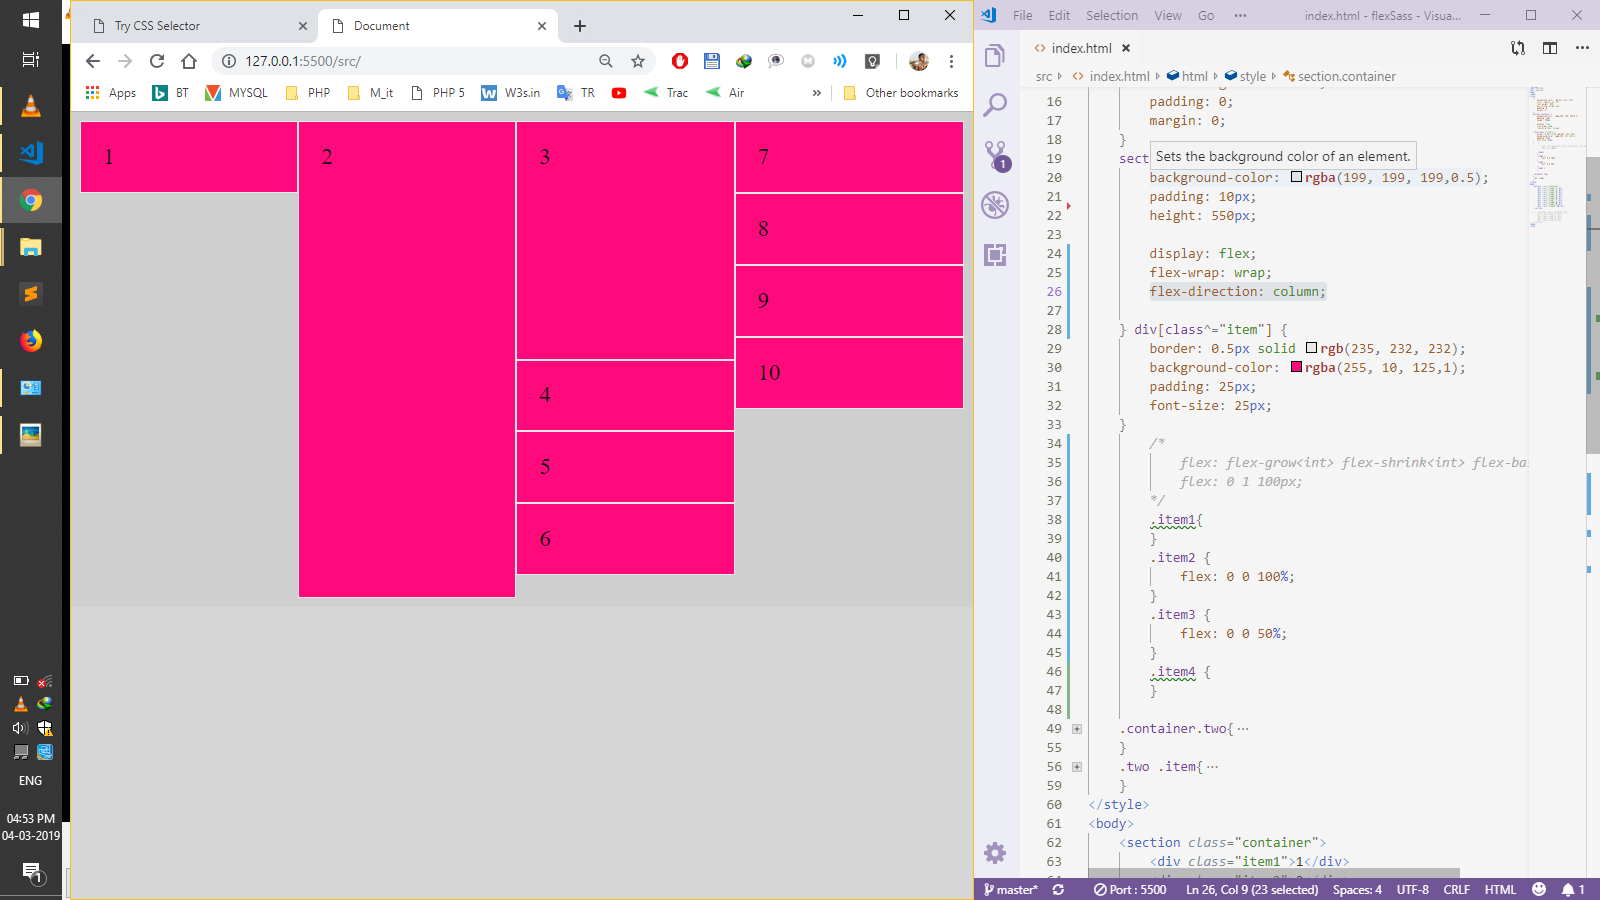 Try CSS Selector
Document
127.0.0.1:5500/src/
Apps
BT
MYSQL
PHP
M_it
PHP 5
W3s.in
TR
Trac
Air
»
Other bookmarks
1
2
3
4
5
6
7
8
9
10
ENG
04:53 PM
04-03-2019
1
File Edit Selection View Go ··· index.html - flexSass - Visua...
index.html
src index.html html style section.container
16 padding: 0;
17 margin: 0;
18 }
Sets the background color of an element.
19 sect
20 background-color: rgba(199, 199, 199,0.5);
21 padding: 10px;
22 height: 550px;
23
24 display: flex;
25 flex-wrap: wrap;
26 flex-direction: column;
27
28 } div[class^="item"] {
29 border: 0.5px solid rgb(235, 232, 232);
30 background-color: rgba(255, 10, 125,1);
31 padding: 25px;
32 font-size: 25px;
33 }
34 /*
35 flex: flex-grow<int> flex-shrink<int> flex-ba
36 flex: 0 1 100px;
37 */
38 .item1{
39 }
40 .item2 {
41 flex: 0 0 100%;
42 }
43 .item3 {
44 flex: 0 0 50%;
45 }
46 .item4 {
47 }
48
49 .container.two{ ···
55 }
56 .two .item{ ···
59 }
60 </style>
61 <body>
62 <section class="container">
63 <div class="item1">1</div>
1
master* Port : 5500 Ln 26, Col 9 (23 selected) Spaces: 4 UTF-8 CRLF HTML 1